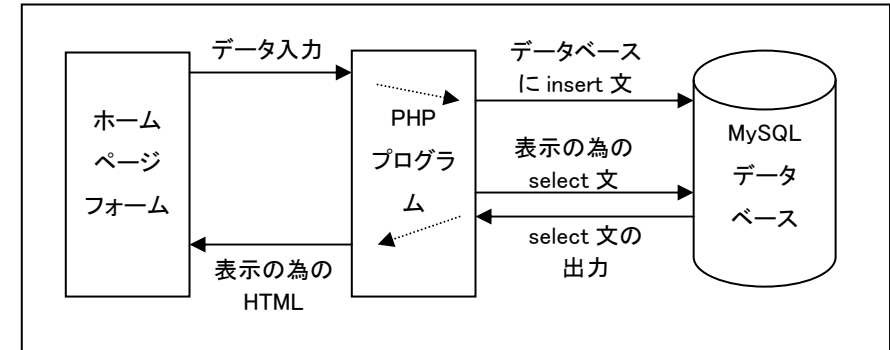 データ入力
ホーム
ページ
フォーム
表示の為の
HTML
PHP
プログラ
ム
データベース
に insert 文
表示の為の
select 文
select 文の
出力
MySQL
データ
ベース